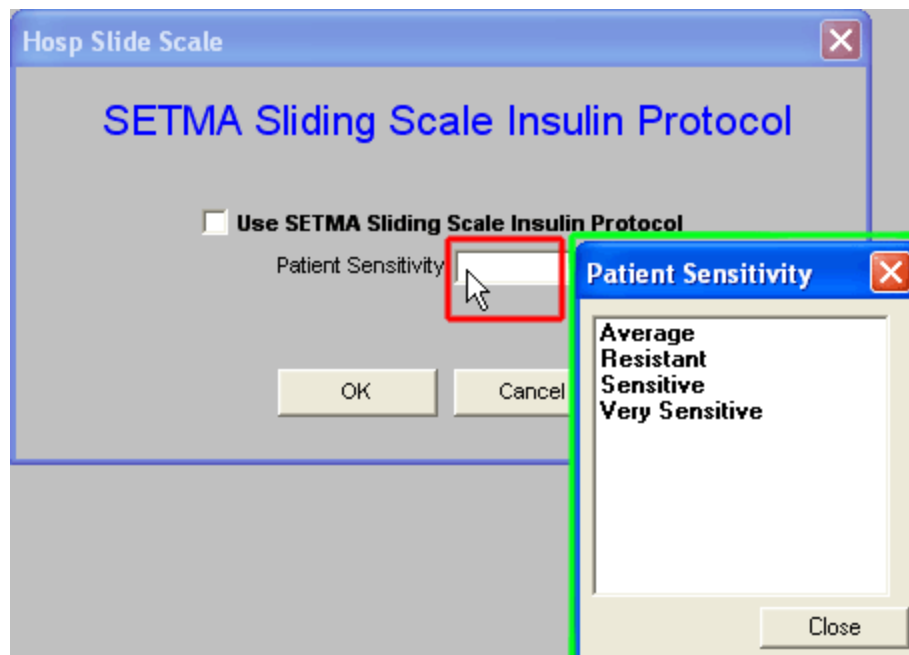 Hosp Slide Scale
SETMA Sliding Scale Insulin Protocol
Use SETMA Sliding Scale Insulin Protocol
Patient Sensitivity
OK
Cancel
Patient Sensitivity
Average
Resistant
Sensitive
Very Sensitive
Close